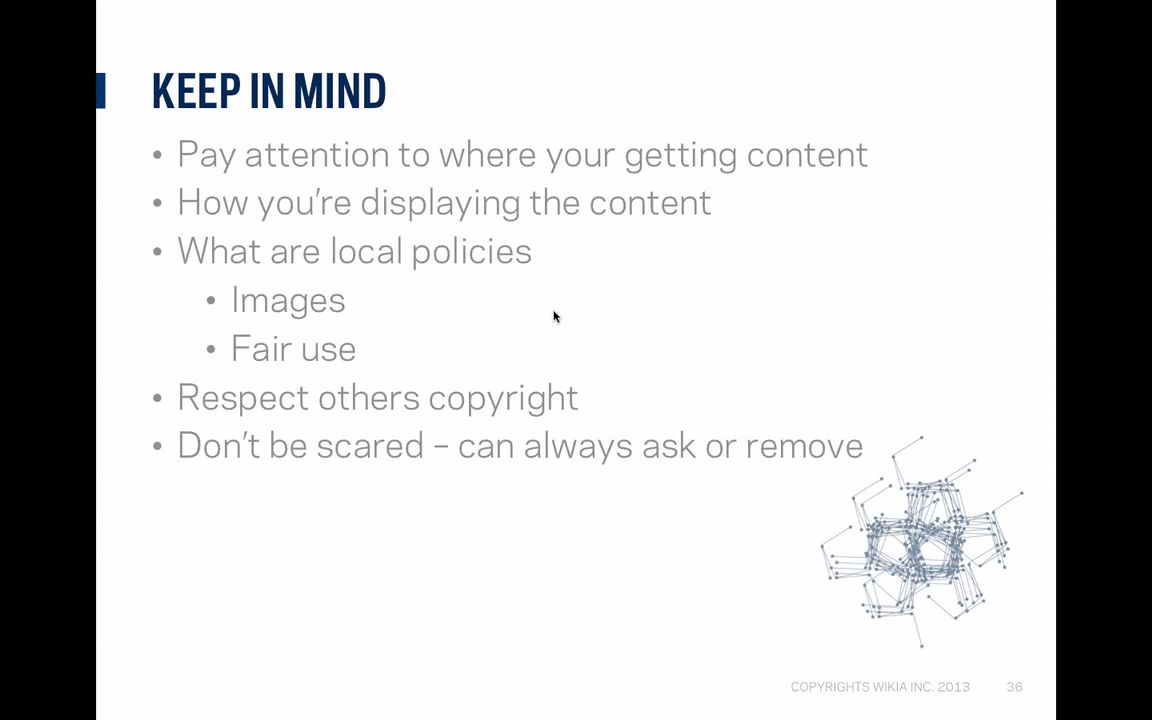 KEEP IN MIND
• Pay attention to where your getting content
• How you're displaying the content
• What are local policies
• Images
• Fair use
• Respect others copyright
• Don't be scared – can always ask or remove
COPYRIGHTS WIKIA INC. 2013 36